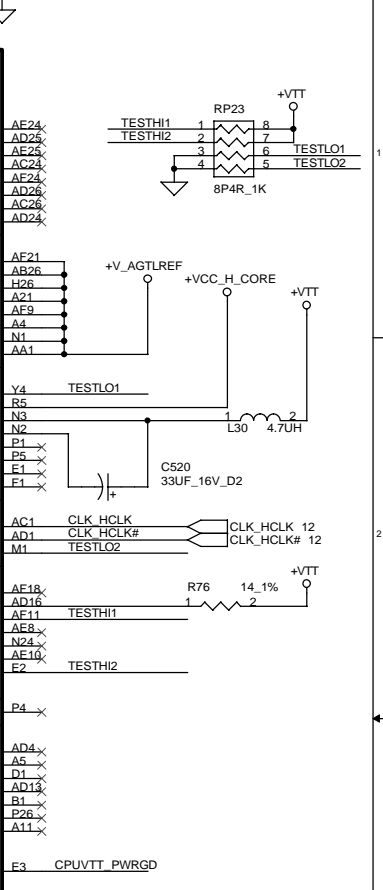 RP23
+VTT
AE24
TESTHI1 1 8
AD25
TESTHI2 2 7
AE25
3 6 TESTLO1
AC24
4 5 TESTLO2
AF24
AD26
8P4R_1K
AC26
AD24
1
AF21
AB26
+V_AGTLREF
H26
+VCC_H_CORE
A21
+VTT
AF9
A4
N1
AA1
Y4 TESTLO1
R5
N3
1 2
N2
L30 4.7UH
P1
P5
E1
C520
F1
33UF_16V_D2
+
AC1 CLK_HCLK
CLK_HCLK 12
AD1 CLK_HCLK#
CLK_HCLK# 12
M1 TESTLO2
2
+VTT
AF18
R76 14_1%
AD16
1 2
AF11 TESTHI1
AE8
N24
AE10
E2 TESTHI2
P4
AD4
A5
D1
AD13
B1
P26
A11
E3 CPUVTT_PWRGD